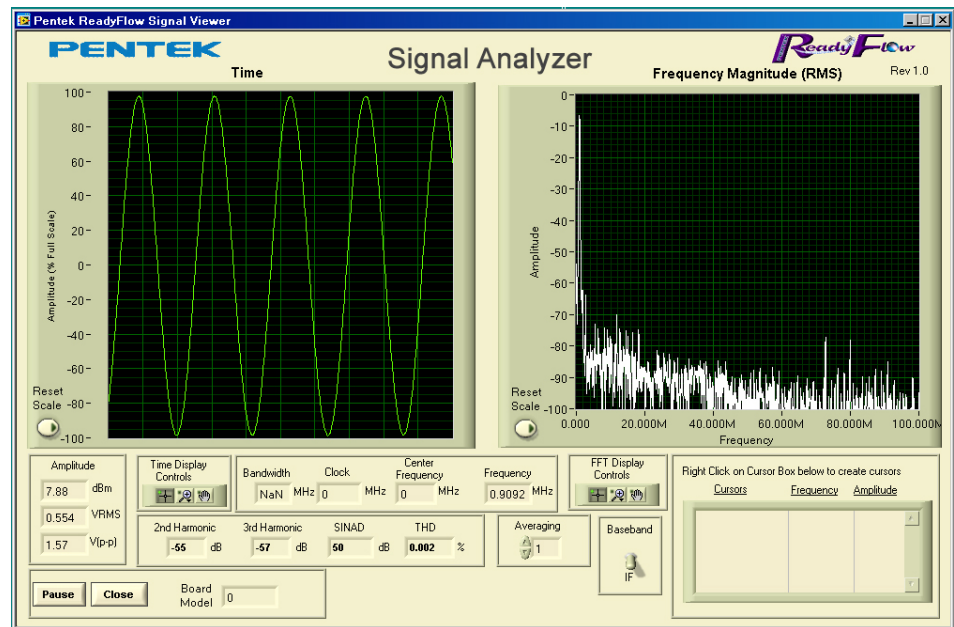 Pentek ReadyFlow Signal Viewer
PENTEK
Signal Analyzer
ReadyFlow
Rev 1.0
Time
Frequency Magnitude (RMS)
Amplitude (% Full Scale)
100
80
60
40
20
0
-20
-40
-60
-80
-100
Reset
Scale
Amplitude
0
-10
-20
-30
-40
-50
-60
-70
-80
-90
-100
Reset
Scale
0.000 20.000M 40.000M 60.000M 80.000M 100.000M
Frequency
Amplitude
7.88 dBm
0.554 VRMS
1.57 V(p-p)
Time Display
Controls
Bandwidth
NaN MHz
Clock
0 MHz
Center
Frequency
0 MHz
Frequency
0.9092 MHz
FFT Display
Controls
2nd Harmonic
-55 dB
3rd Harmonic
-57 dB
SINAD
50 dB
THD
0.002 %
Averaging
1
Baseband
IF
Right Click on Cursor Box below to create cursors
Cursors Frequency Amplitude
Pause Close
Board
Model
0